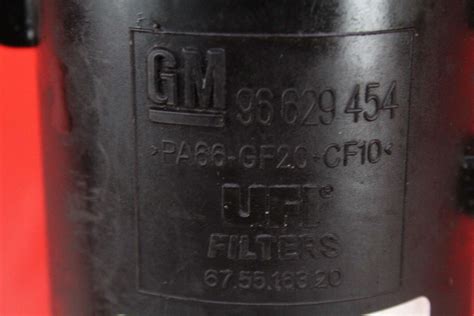 GM 96 629 454
>PA66-GF20-CF10<
UFI®
FILTERS
67.55.163.20